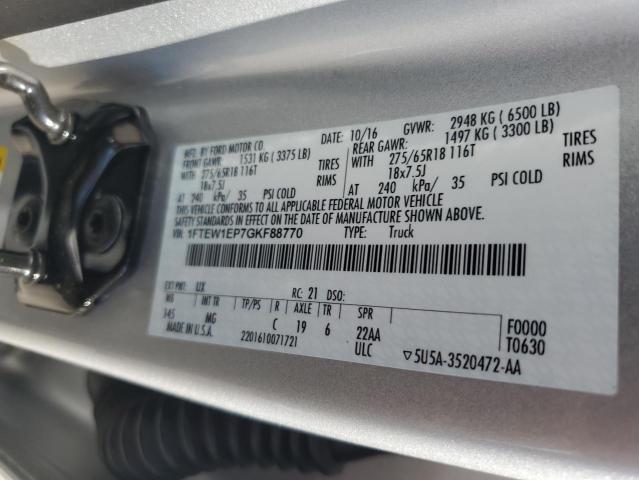 MFD. BY FORD MOTOR CO.
10/16 GVWR: 2948 KG ( 6500 LB)
FRONT GAWR: 1531 KG ( 3375 LB) REAR GAWR: 1497 KG ( 3300 LB)
WITH 275/65R18 116T TIRES WITH 275/65R18 116T TIRES
18x7.5J RIMS 18x7.5J RIMS
AT 240 kPa/ 35 PSI COLD AT 240 kPa/ 35 PSI COLD
THIS VEHICLE CONFORMS TO ALL APPLICABLE FEDERAL MOTOR VEHICLE
SAFETY STANDARDS IN EFFECT ON THE DATE OF MANUFACTURE SHOWN ABOVE.
VIN: 1FTEW1EP7GKF88770
TYPE: Truck
EXT PNT: UX RC: 21 DSO:
WB INT TR TP/PS R AXLE TR SPR
145 MG C 19 6 22AA F0000
MADE IN U.S.A. 2201610071721 ULC T0630
▽5U5A-3520472-AA